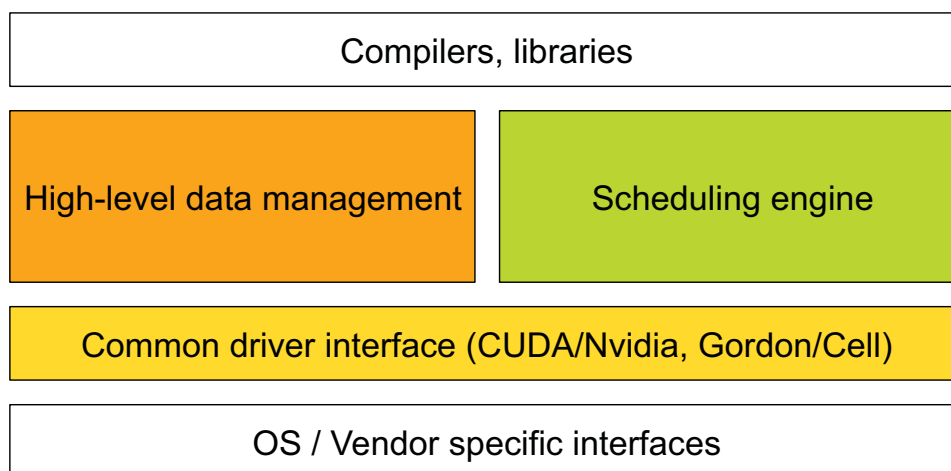 Compilers, libraries
High-level data management
Scheduling engine
Common driver interface (CUDA/Nvidia, Gordon/Cell)
OS / Vendor specific interfaces